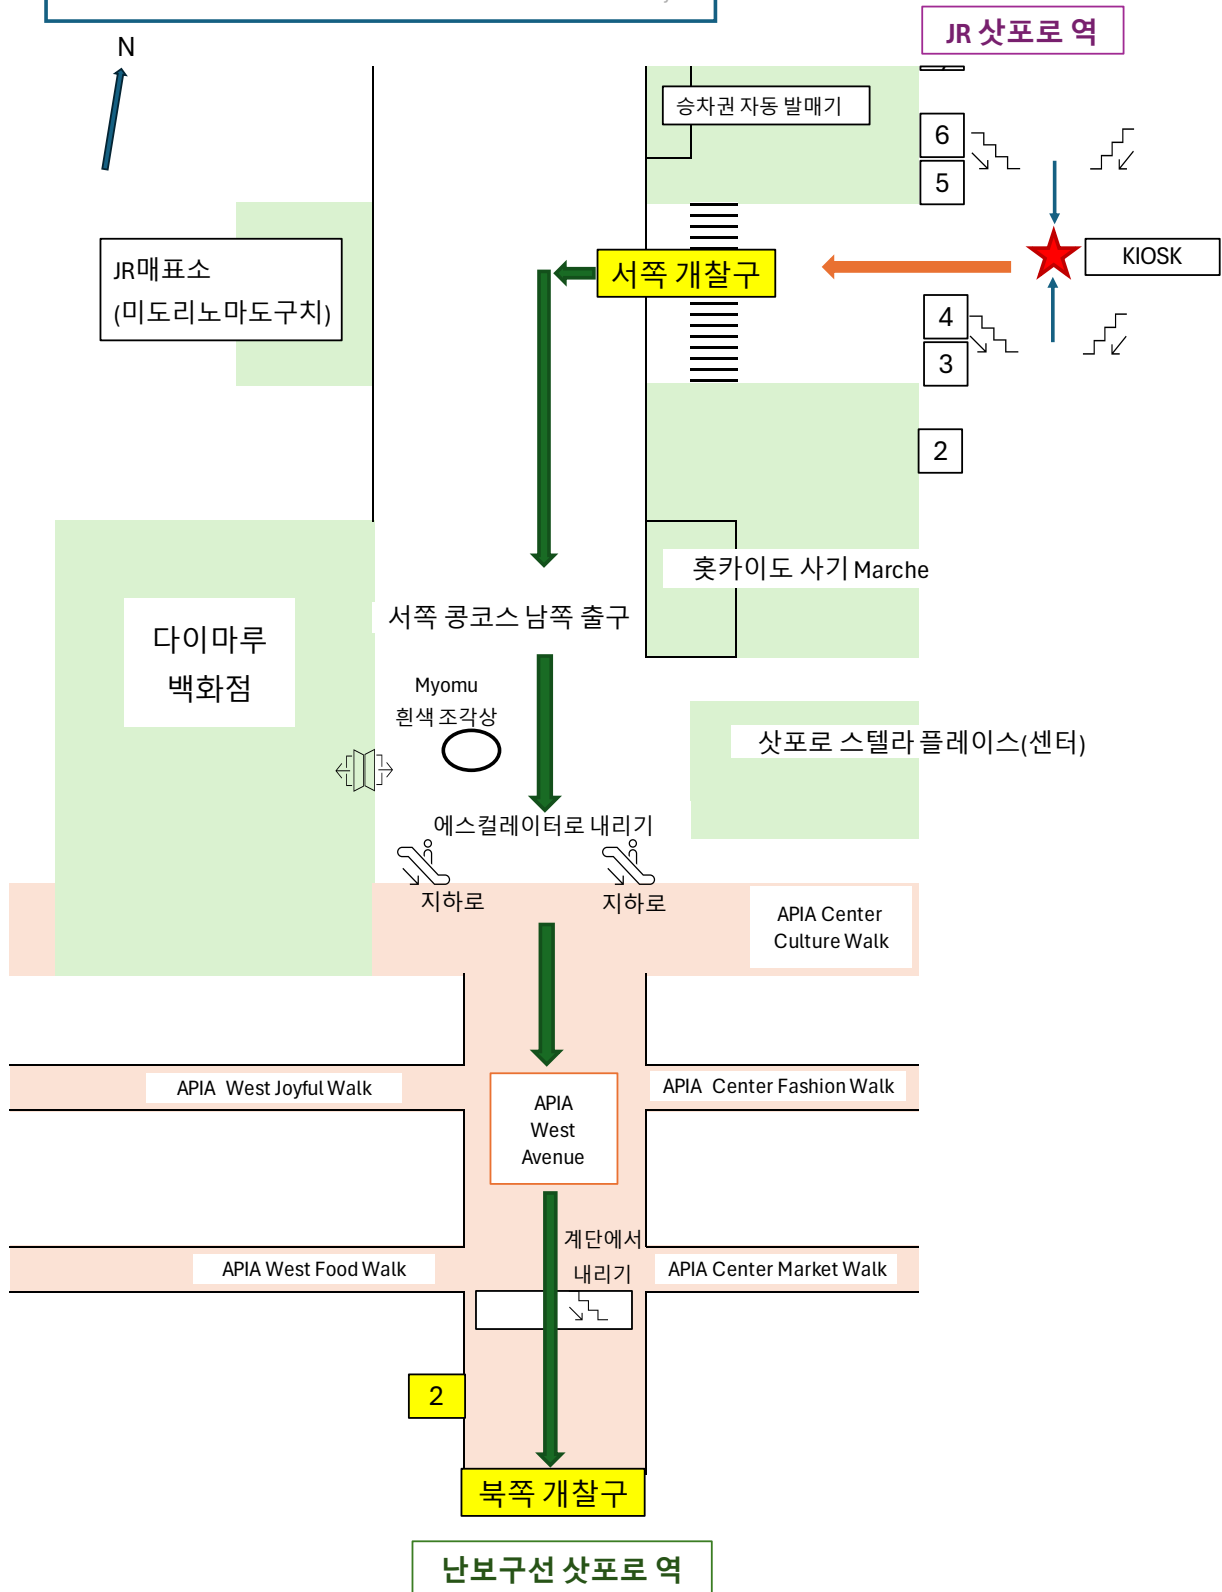 JR 삿포로 역
N
승차권 자동 발매기
6
5
JR매표소
(미도리노마도구치)
서쪽 개찰구
KIOSK
4
3
2
홋카이도 사기 Marche
서쪽 콩코스 남쪽 출구
다이마루
백화점
Myomu
흰색 조각상
삿포로 스텔라 플레이스(센터)
에스컬레이터로 내리기
지하로
지하로
APIA Center
Culture Walk
APIA West Joyful Walk
APIA Center Fashion Walk
APIA
West
Avenue
계단에서
내리기
APIA West Food Walk
APIA Center Market Walk
2
북쪽 개찰구
난보구선 삿포로 역